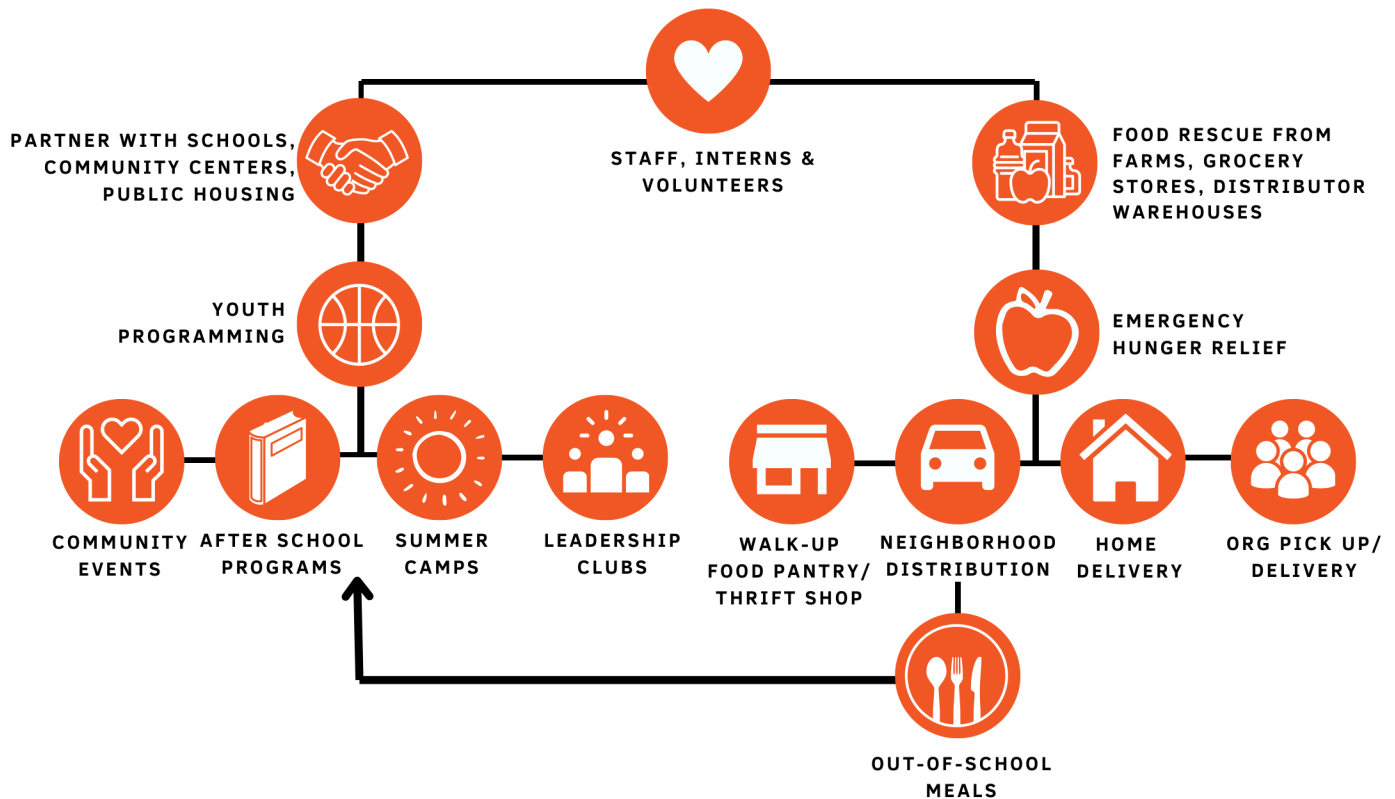 STAFF, INTERNS &
VOLUNTEERS
PARTNER WITH SCHOOLS,
COMMUNITY CENTERS,
PUBLIC HOUSING
FOOD RESCUE FROM
FARMS, GROCERY
STORES, DISTRIBUTOR
WAREHOUSES
YOUTH
PROGRAMMING
EMERGENCY
HUNGER RELIEF
COMMUNITY
EVENTS
AFTER SCHOOL
PROGRAMS
SUMMER
CAMPS
LEADERSHIP
CLUBS
WALK-UP
FOOD PANTRY/
THRIFT SHOP
NEIGHBORHOOD
DISTRIBUTION
HOME
DELIVERY
ORG PICK UP/
DELIVERY
OUT-OF-SCHOOL
MEALS